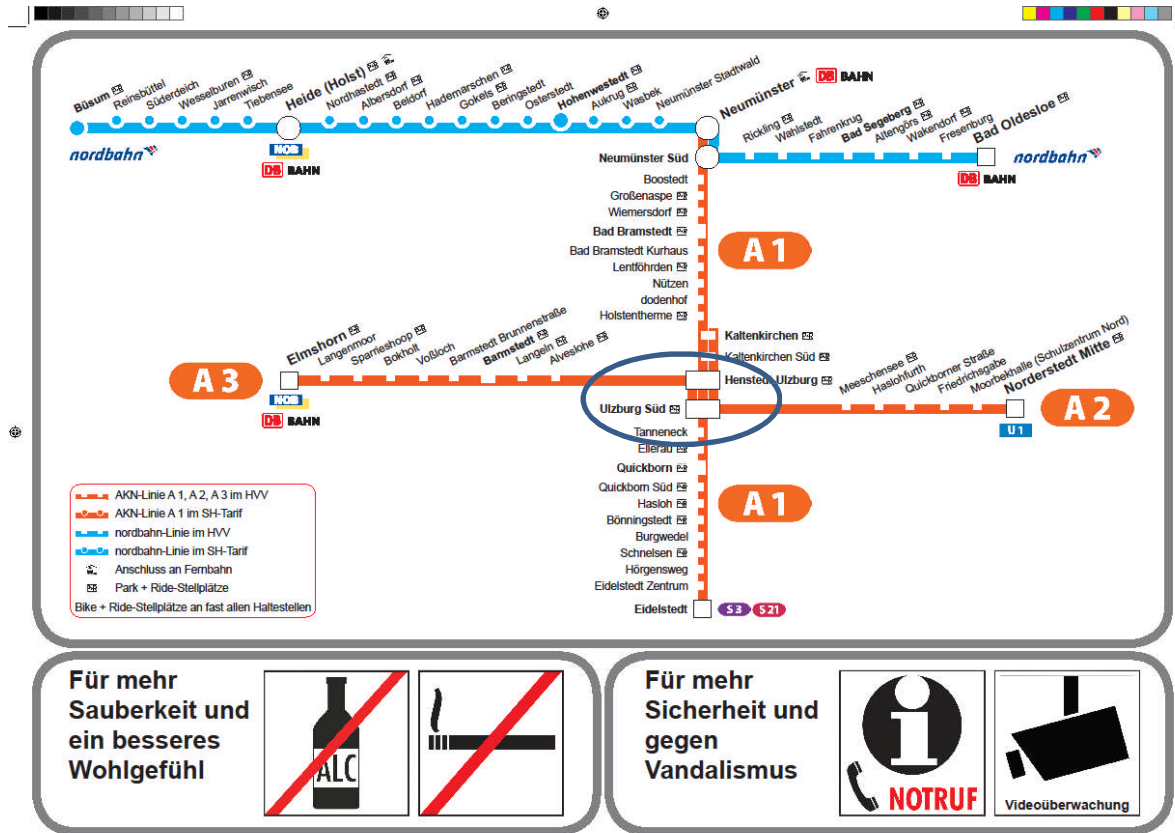 Büsum
Reinsbüttel
Süderdeich
Wesselburen
Jarrenwisch
Tiebensee
Heide (Holst)
Nordhastedt
Albersdorf
Beldorf
Hademarschen
Gokels
Beringstedt
Osterstedt
Hohenwestedt
Aukrug
Wasbek
Neumünster Stadtwald
Neumünster
DB BAHN
nordbahn
NOB
DB BAHN
Rickling
Wahlstedt
Fahrenkrug
Bad Segeberg
Altengörs
Wakendorf
Fresenburg
Bad Oldesloe
nordbahn
DB BAHN
Neumünster Süd
Boostedt
Großenaspe
Wiemersdorf
Bad Bramstedt
Bad Bramstedt Kurhaus
Lentföhrden
Nützen
dodenhof
Holstentherme
A 1
Kaltenkirchen
Kaltenkirchen Süd
Henstedt-Ulzburg
Ulzburg Süd
A 3
Elmshorn
Langenmoor
Sparrieshoop
Bokholt
Voßloch
Barmstedt Brunnenstraße
Barmstedt
Langeln
Alveslohe
NOB
DB BAHN
Meeschensee
Haslohfurth
Quickborner Straße
Friedrichsgabe
Moorbekhalle (Schulzentrum Nord)
Norderstedt Mitte
A 2
U1
Tanneneck
Ellerau
Quickborn
Quickborn Süd
Hasloh
Bönningstedt
Burgwedel
Schnelsen
Hörgensweg
Eidelstedt Zentrum
Eidelstedt
S3 S21
A 1
AKN-Linie A 1, A 2, A 3 im HVV
AKN-Linie A 1 im SH-Tarif
nordbahn-Linie im HVV
nordbahn-Linie im SH-Tarif
Anschluss an Fernbahn
Park + Ride-Stellplätze
Bike + Ride-Stellplätze an fast allen Haltestellen
Für mehr
Sauberkeit und
ein besseres
Wohlgefühl
ALC
Für mehr
Sicherheit und
gegen
Vandalismus
i
NOTRUF
Videoüberwachung